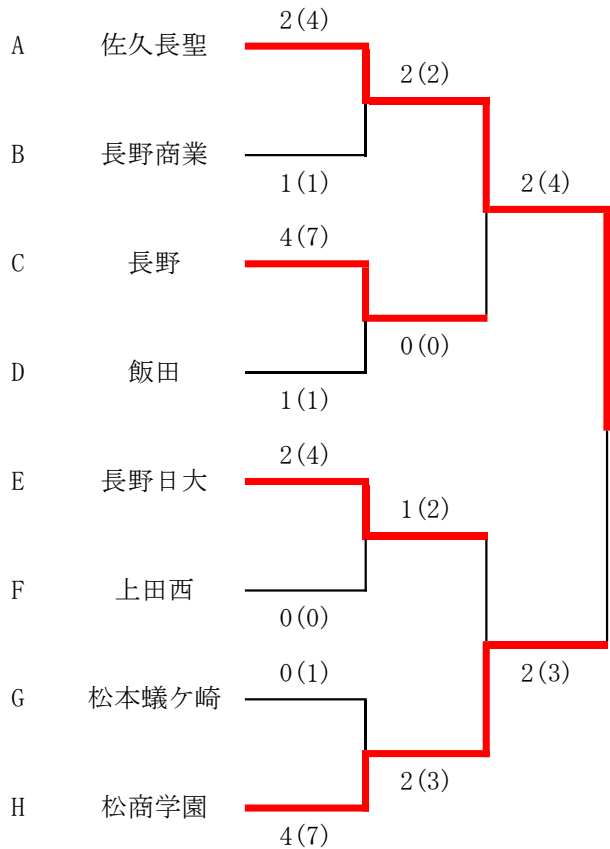 2(4)
A 佐久長聖
2(2)
B 長野商業
1(1)
2(4)
4(7)
C 長野
0(0)
D 飯田
1(1)
2(4)
E 長野日大
1(2)
F 上田西
0(0)
0(1)
2(3)
G 松本蟻ケ崎
2(3)
H 松商学園
4(7)